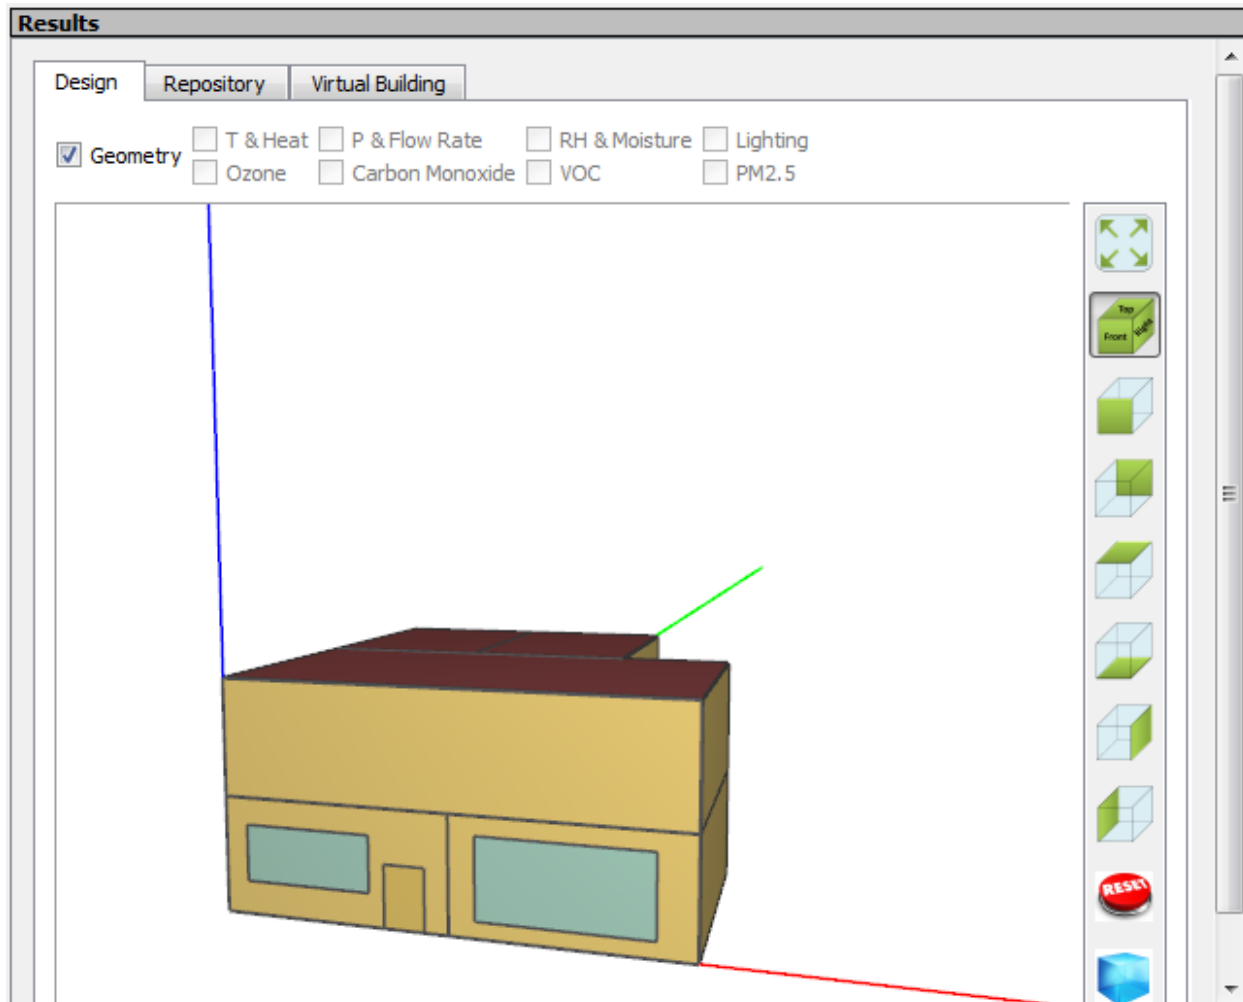 Results
Design Repository Virtual Building
Geometry T & Heat P & Flow Rate RH & Moisture Lighting
Ozone Carbon Monoxide VOC PM2.5
Top
Front Right
RESET